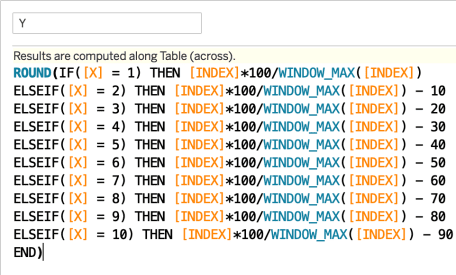 Y
Results are computed along Table (across).
ROUND(IF([X] = 1) THEN [INDEX]*100/WINDOW_MAX([INDEX])
ELSEIF([X] = 2) THEN [INDEX]*100/WINDOW_MAX([INDEX]) - 10
ELSEIF([X] = 3) THEN [INDEX]*100/WINDOW_MAX([INDEX]) - 20
ELSEIF([X] = 4) THEN [INDEX]*100/WINDOW_MAX([INDEX]) - 30
ELSEIF([X] = 5) THEN [INDEX]*100/WINDOW_MAX([INDEX]) - 40
ELSEIF([X] = 6) THEN [INDEX]*100/WINDOW_MAX([INDEX]) - 50
ELSEIF([X] = 7) THEN [INDEX]*100/WINDOW_MAX([INDEX]) - 60
ELSEIF([X] = 8) THEN [INDEX]*100/WINDOW_MAX([INDEX]) - 70
ELSEIF([X] = 9) THEN [INDEX]*100/WINDOW_MAX([INDEX]) - 80
ELSEIF([X] = 10) THEN [INDEX]*100/WINDOW_MAX([INDEX]) - 90
END)